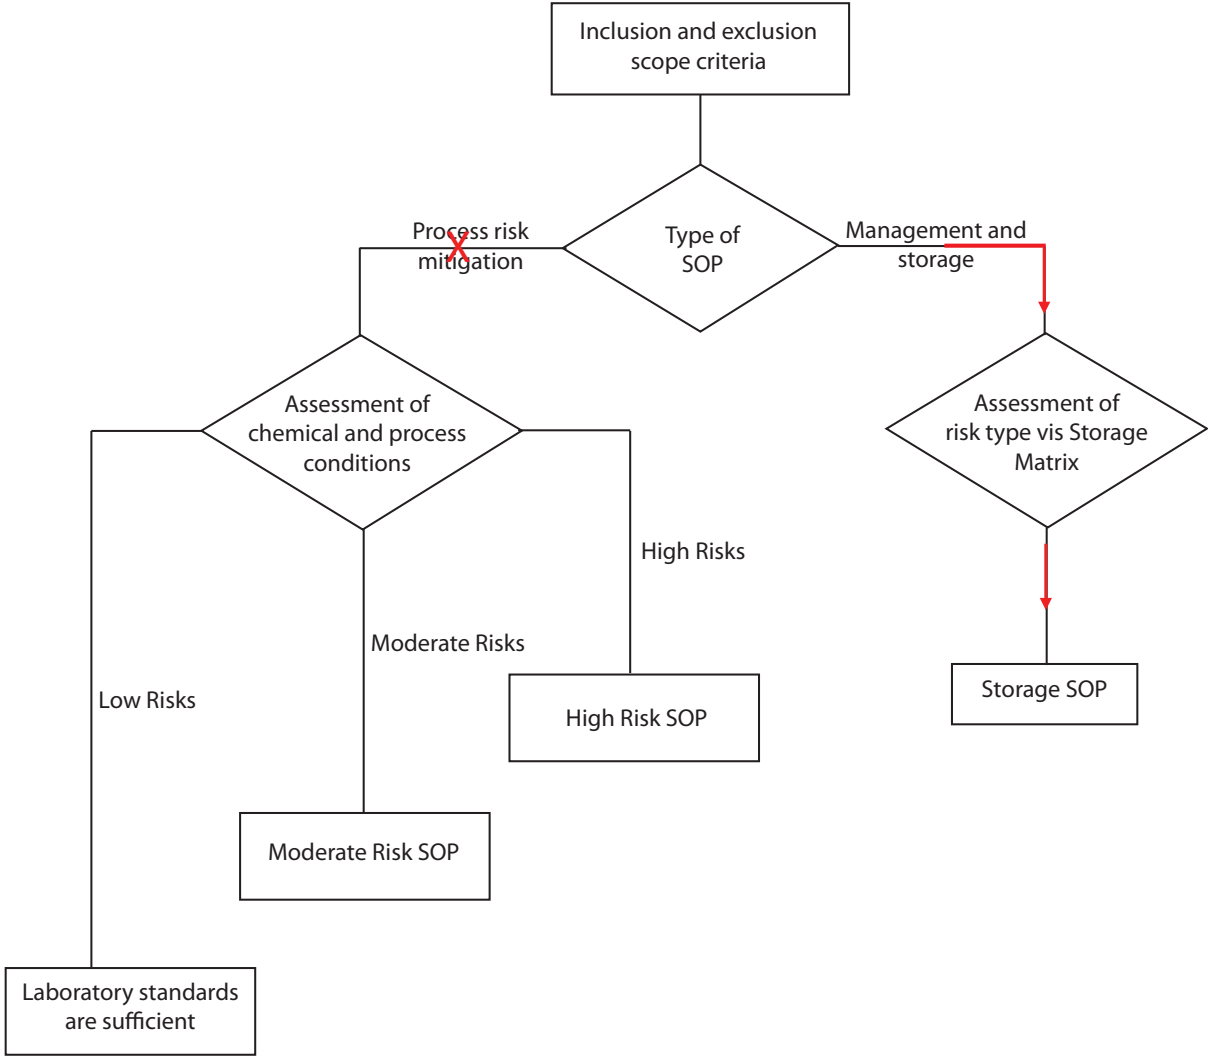 Inclusion and exclusion
scope criteria
Type of
SOP
Process risk
mitigation
Management and
storage
Assessment of
chemical and process
conditions
Assessment of
risk type vis Storage
Matrix
High Risks
Moderate Risks
Low Risks
Storage SOP
High Risk SOP
Moderate Risk SOP
Laboratory standards
are sufficient